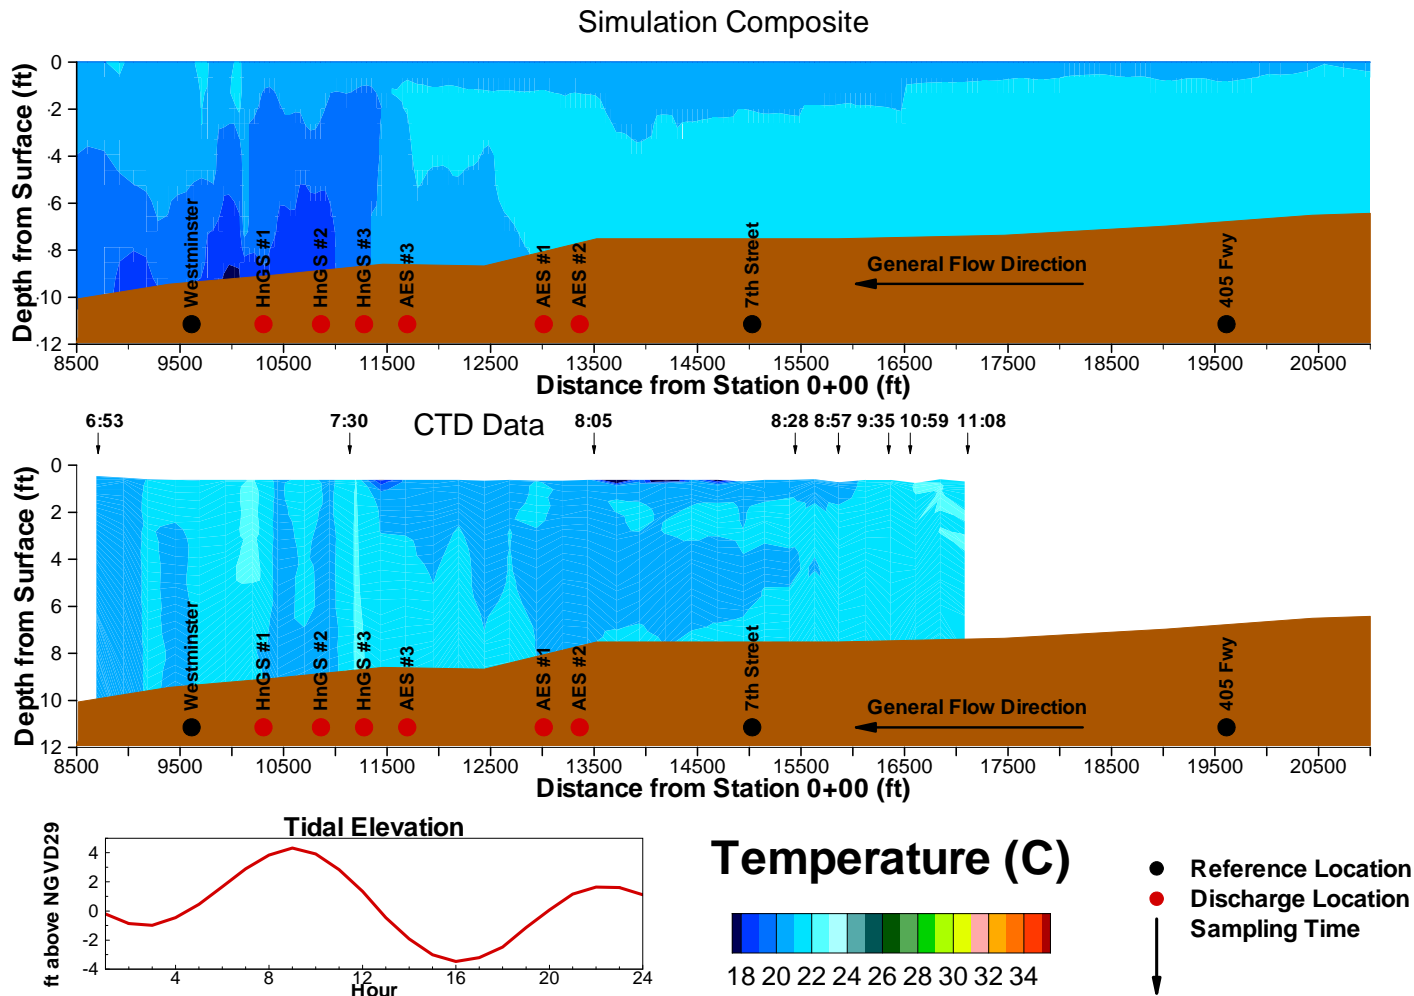 Simulation Composite
Depth from Surface (ft)
0
-2
-4
-6
-8
-10
-12
Westminster
HnGS #1
HnGS #2
HnGS #3
AES #3
AES #1
AES #2
7th Street
405 Fwy
General Flow Direction
8500 9500 10500 11500 12500 13500 14500 15500 16500 17500 18500 19500 20500
Distance from Station 0+00 (ft)
6:53 7:30 CTD Data 8:05 8:28 8:57 9:35 10:59 11:08
Depth from Surface (ft)
0
2
4
6
8
10
12
Westminster
HnGS #1
HnGS #2
HnGS #3
AES #3
AES #1
AES #2
7th Street
405 Fwy
General Flow Direction
8500 9500 10500 11500 12500 13500 14500 15500 16500 17500 18500 19500 20500
Distance from Station 0+00 (ft)
Tidal Elevation
ft above NGVD29
4
2
0
-2
-4
4 8 12 16 20 24
Hour
Temperature (C)
18 20 22 24 26 28 30 32 34
Reference Location
Discharge Location
Sampling Time